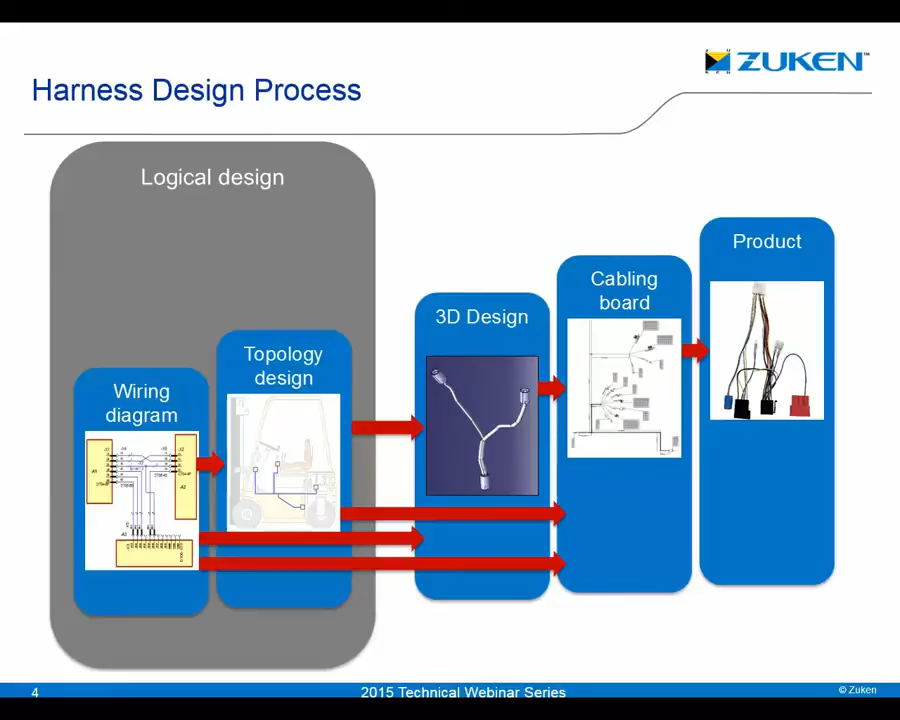 ZUKEN™
Harness Design Process
Logical design
Product
Cabling
board
3D Design
Topology
design
Wiring
diagram
4
2015 Technical Webinar Series
© Zuken